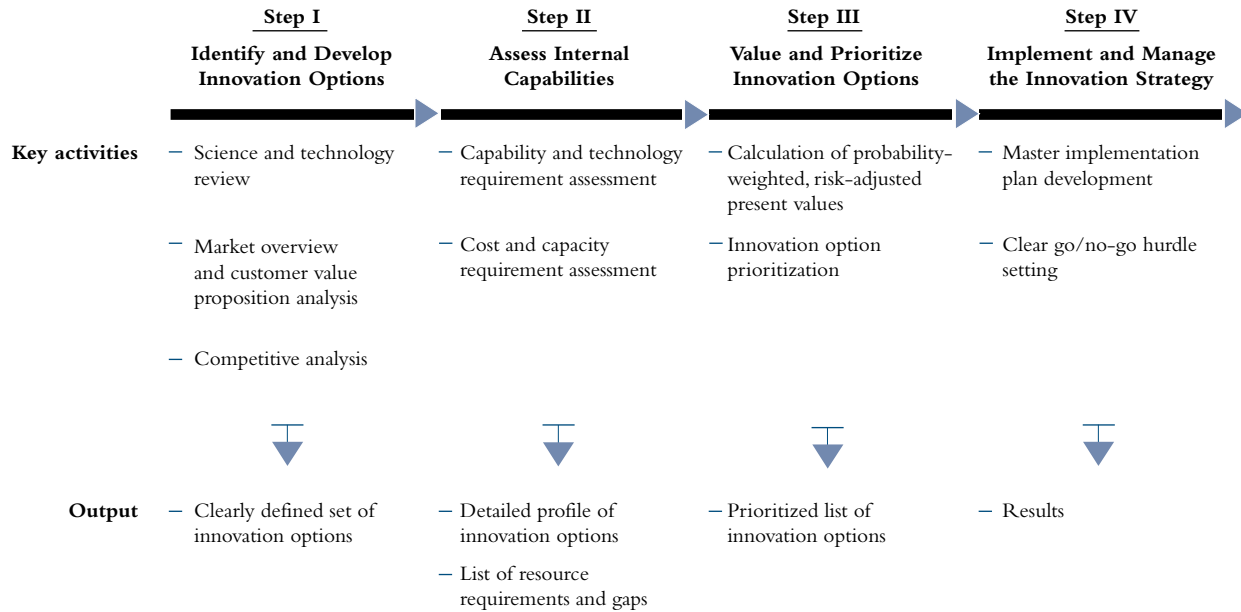 Step I
Identify and Develop
Innovation Options
Step II
Assess Internal
Capabilities
Step III
Value and Prioritize
Innovation Options
Step IV
Implement and Manage
the Innovation Strategy
Key activities
– Science and technology
review
– Market overview
and customer value
proposition analysis
– Competitive analysis
– Capability and technology
requirement assessment
– Cost and capacity
requirement assessment
– Calculation of probability-
weighted, risk-adjusted
present values
– Innovation option
prioritization
– Master implementation
plan development
– Clear go/no-go hurdle
setting
Output
– Clearly defined set of
innovation options
– Detailed profile of
innovation options
– List of resource
requirements and gaps
– Prioritized list of
innovation options
– Results